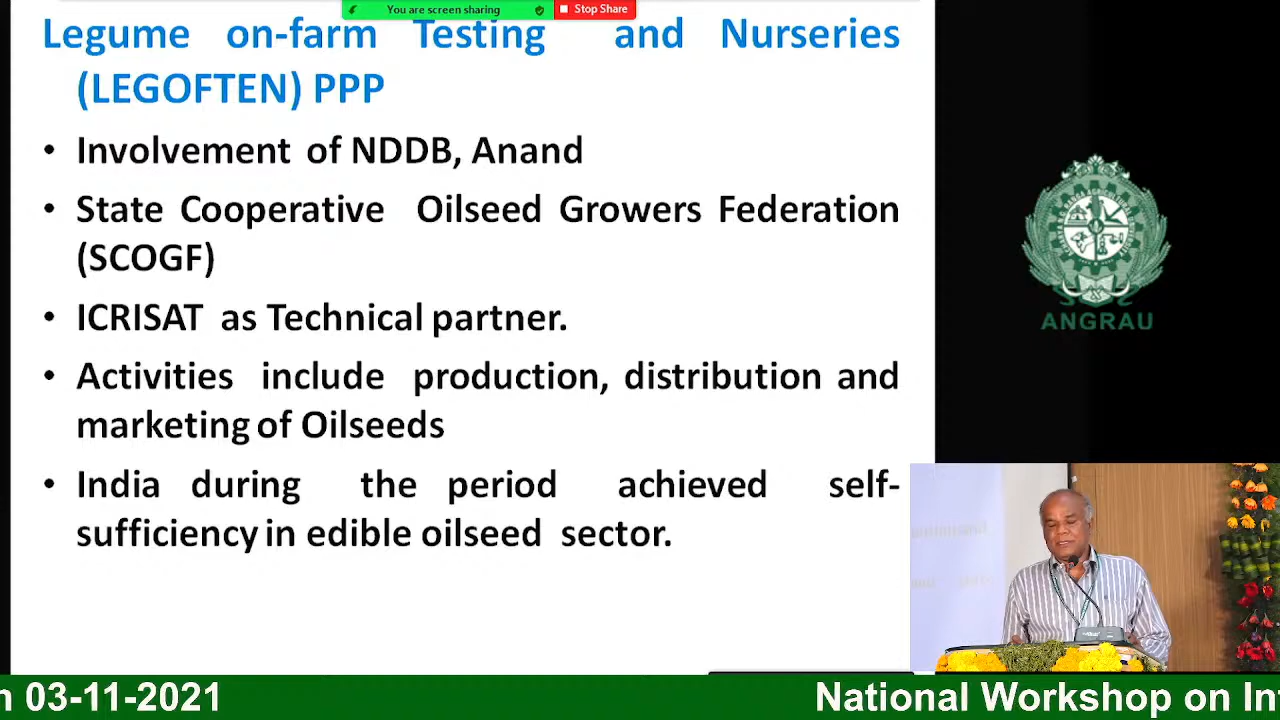 You are screen sharing
Stop Share
Legume on-farm Testing and Nurseries
(LEGOFTEN) PPP
• Involvement of NDDB, Anand
• State Cooperative Oilseed Growers Federation
(SCOGF)
• ICRISAT as Technical partner.
• Activities include production, distribution and
marketing of Oilseeds
• India during the period achieved self-
sufficiency in edible oilseed sector.
ANGRAU
n 03-11-2021
National Workshop on Int